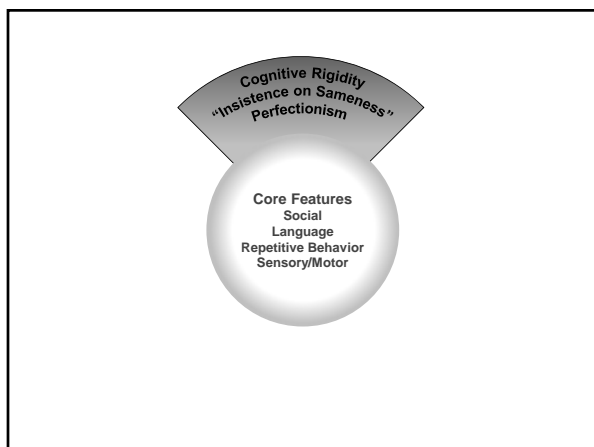 Cognitive Rigidity
“Insistence on Sameness”
Perfectionism
Core Features
Social
Language
Repetitive Behavior
Sensory/Motor